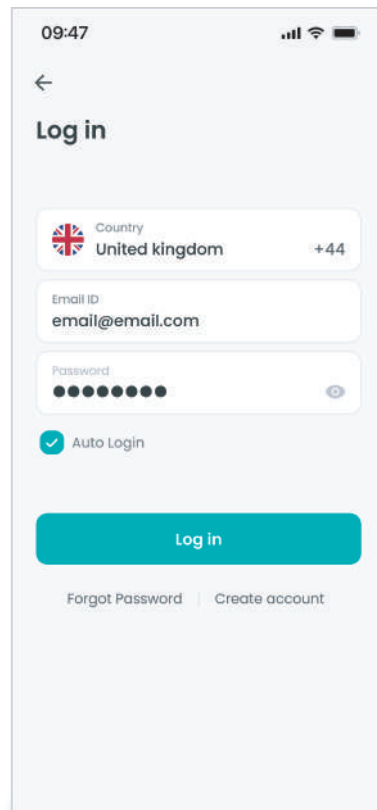 09:47
Log in
Country
United kingdom +44
Email ID
email@email.com
Password
●●●●●●●●
Auto Login
Log in
Forgot Password | Create account